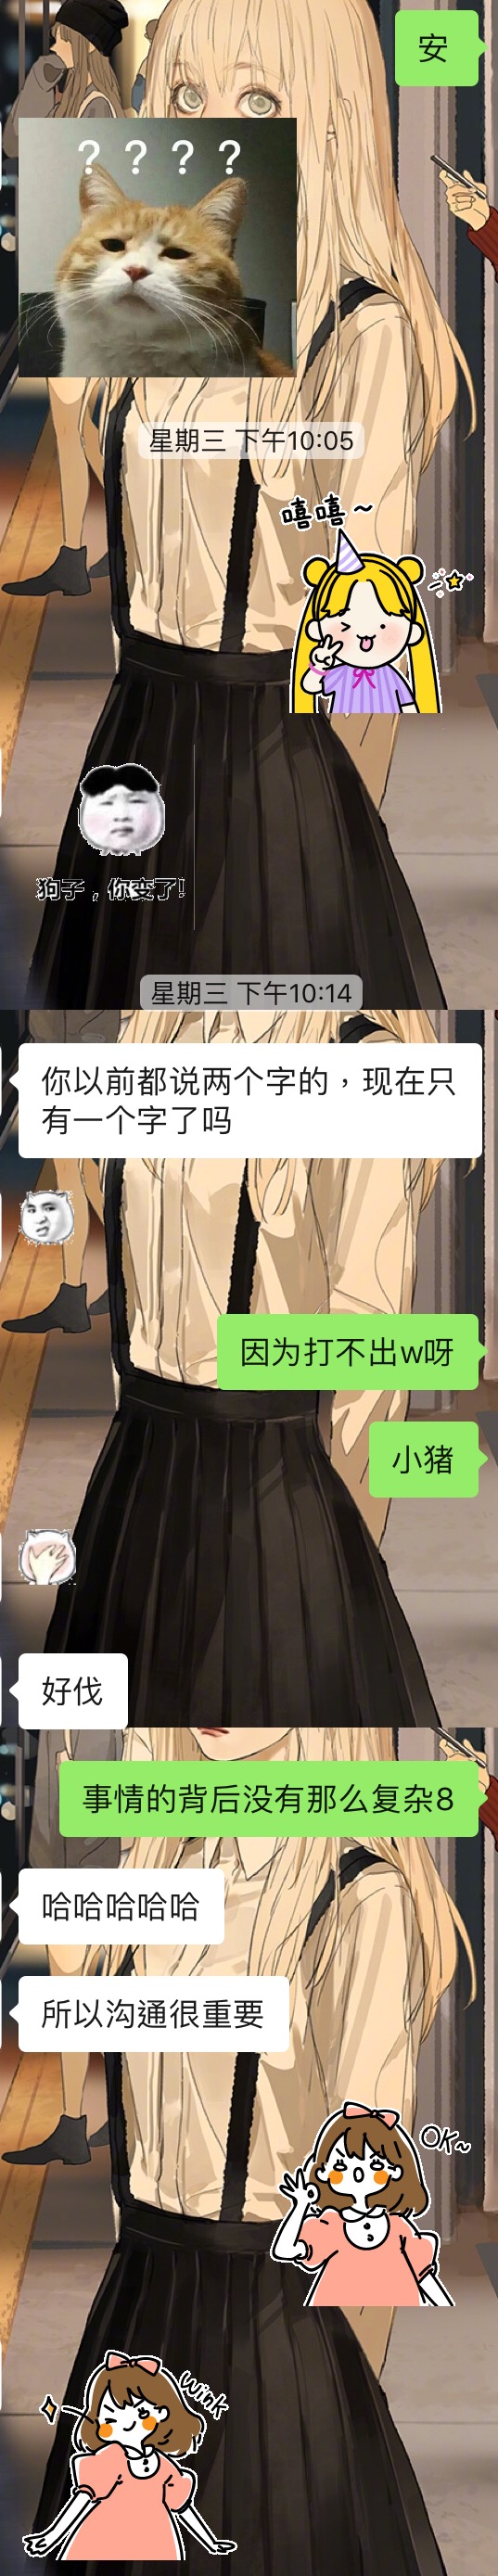 安
? ? ? ?
星期三 下午10:05
嘻嘻~
狗子，你变了!
星期三 下午10:14
你以前都说两个字的，现在只
有一个字了吗
因为打不出w呀
小猪
好伐
事情的背后没有那么复杂8
哈哈哈哈哈
所以沟通很重要
OK~
Wink